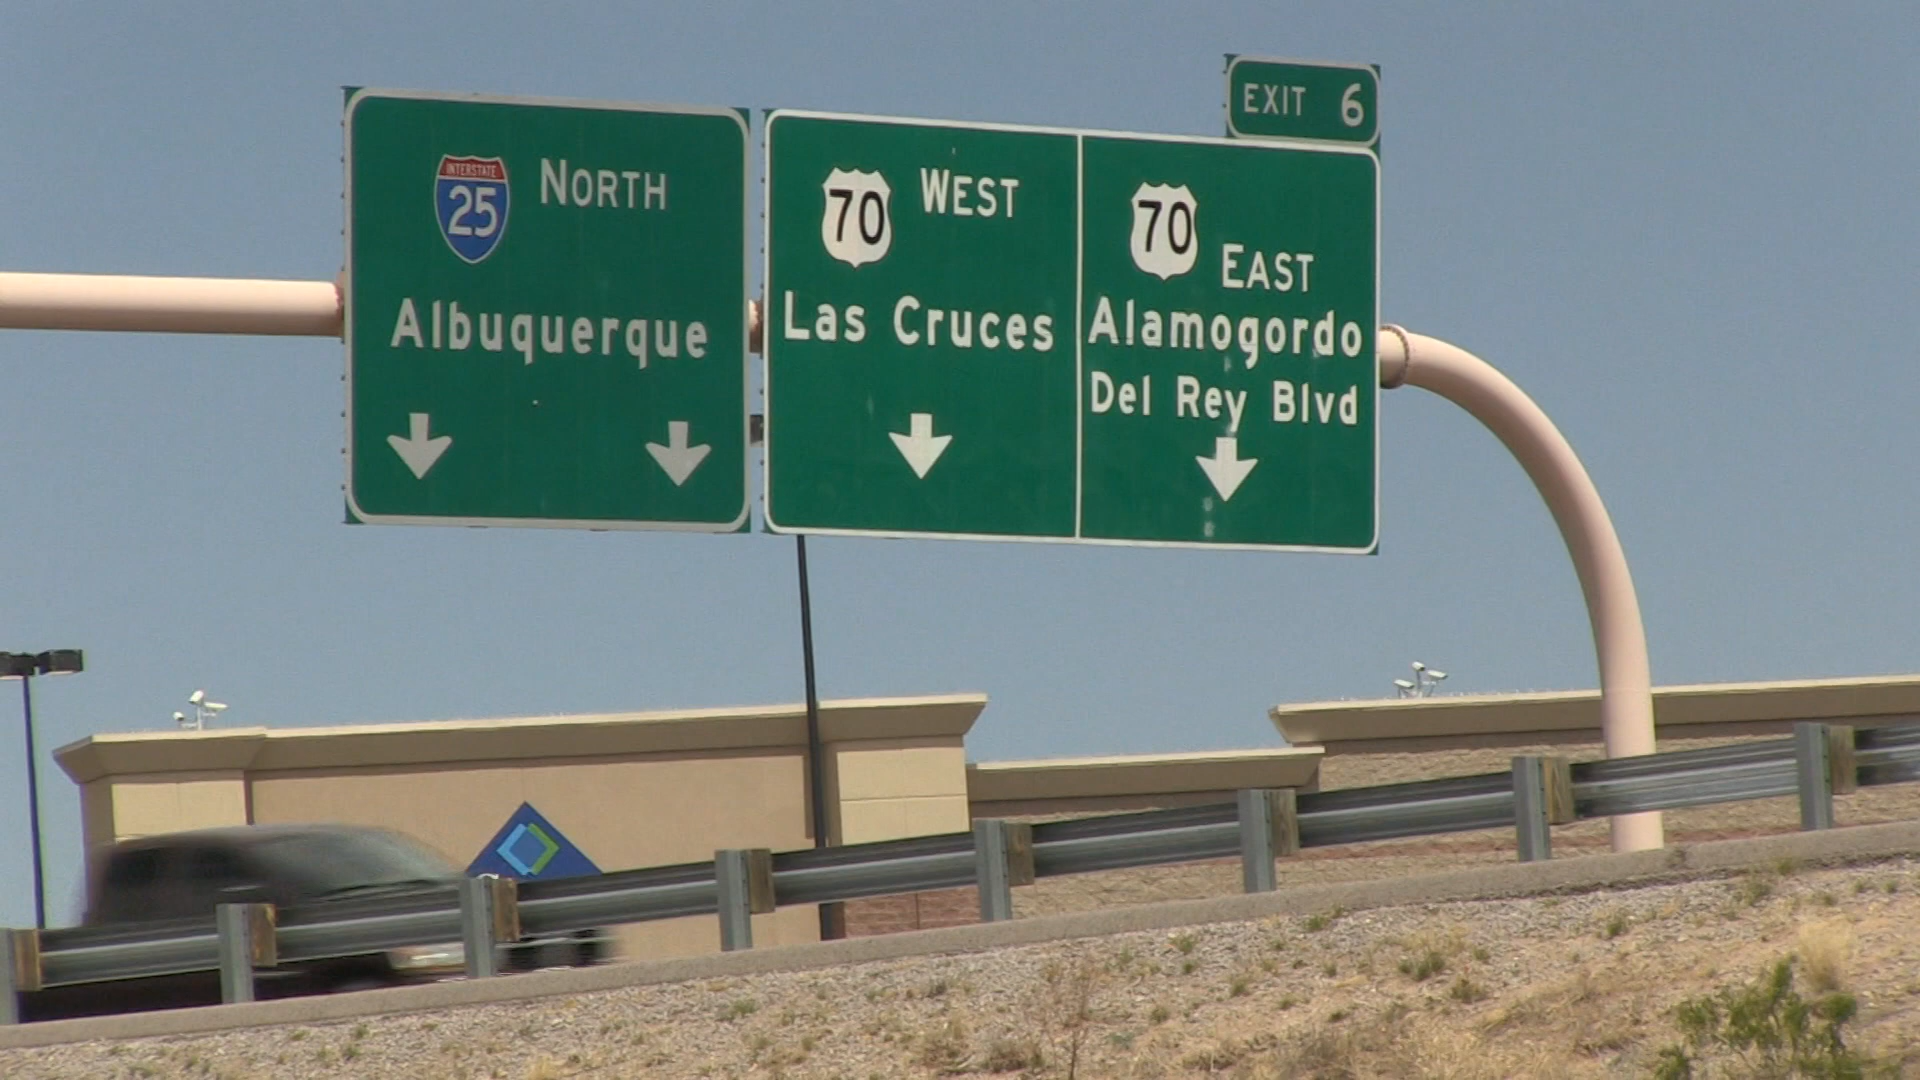 INTERSTATE
25 NORTH
Albuquerque
70 WEST
Las Cruces
EXIT 6
70 EAST
Alamogordo
Del Rey Blvd